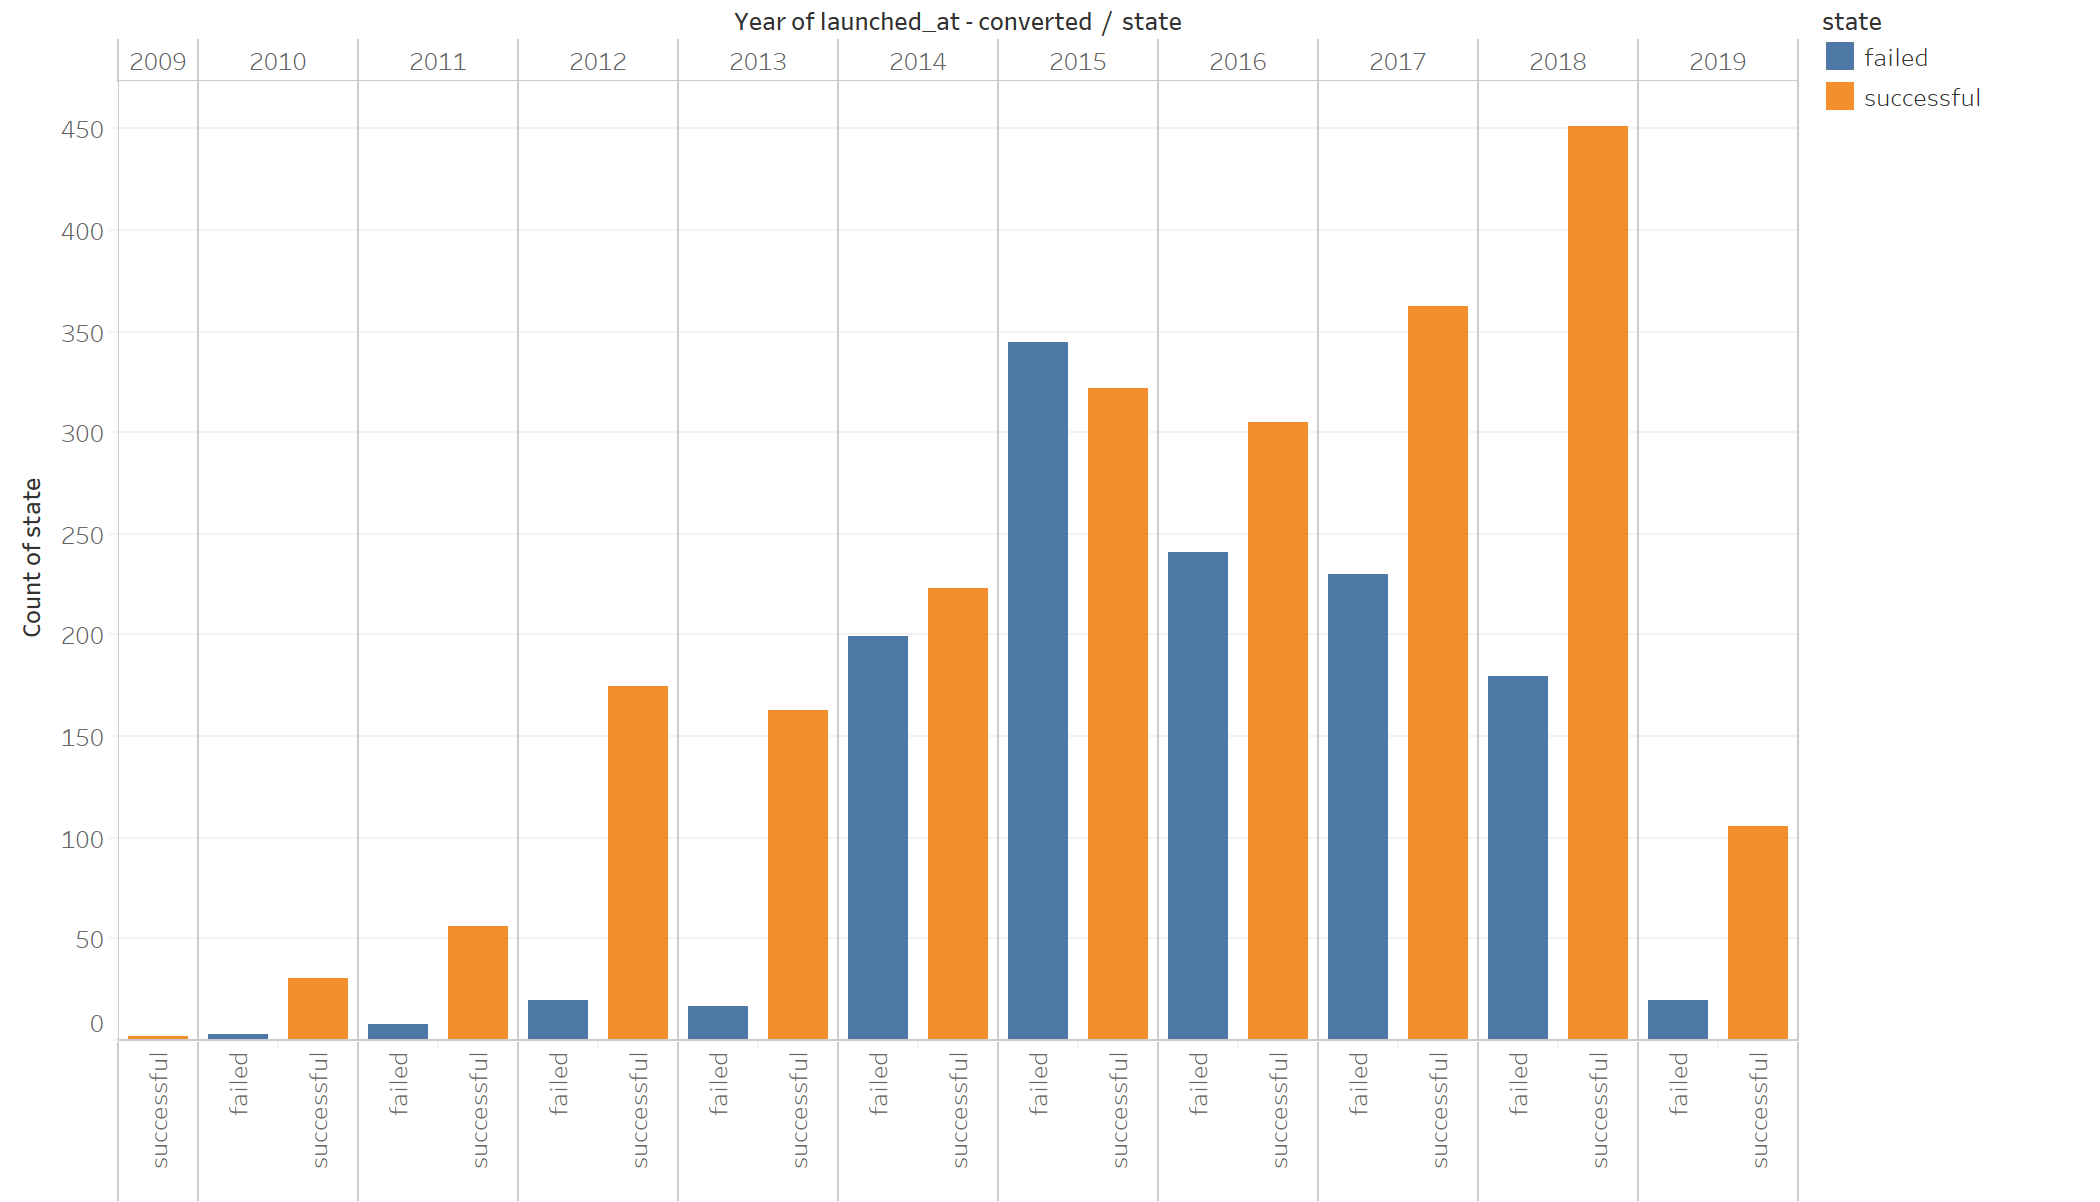 Year of launched_at - converted / state
2009 2010 2011 2012 2013 2014 2015 2016 2017 2018 2019
state
failed
successful
Count of state
450
400
350
300
250
200
150
100
50
0
successful
failed
successful
failed
successful
failed
successful
failed
successful
failed
successful
failed
successful
failed
successful
failed
successful
failed
successful
failed
successful